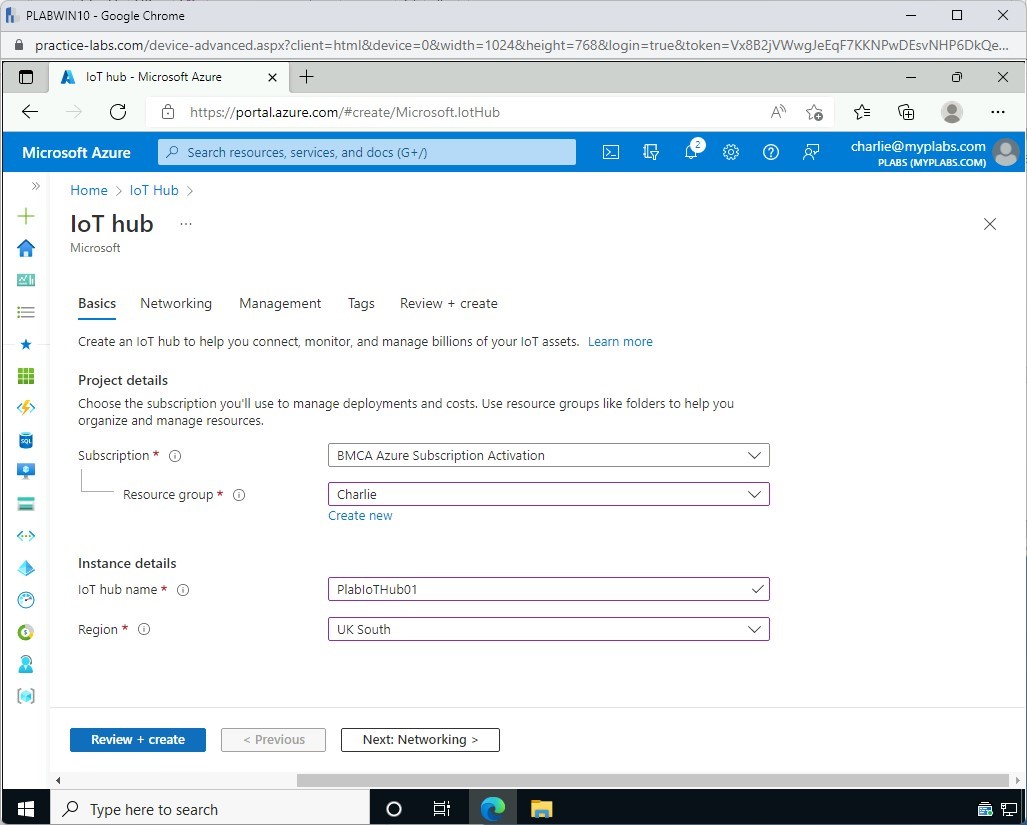 PLABWIN10 - Google Chrome
practice-labs.com/device-advanced.aspx?client=html&device=0&width=1024&height=768&login=true&token=Vx8B2jVWwgJeEqF7KKNPwDEsvNHP6DkQe...
IoT hub - Microsoft Azure
https://portal.azure.com/#create/Microsoft.IotHub
Microsoft Azure
Search resources, services, and docs (G+/)
2
charlie@myplabs.com
PLABS (MYPLABS.COM)
Home > IoT Hub >
IoT hub ...
Microsoft
Basics Networking Management Tags Review + create
Create an IoT hub to help you connect, monitor, and manage billions of your IoT assets. Learn more
Project details
Choose the subscription you'll use to manage deployments and costs. Use resource groups like folders to help you
organize and manage resources.
Subscription * BMCA Azure Subscription Activation
Resource group * Charlie
Create new
Instance details
IoT hub name * PlabIoTHub01
Region * UK South
Review + create < Previous Next: Networking >
Type here to search